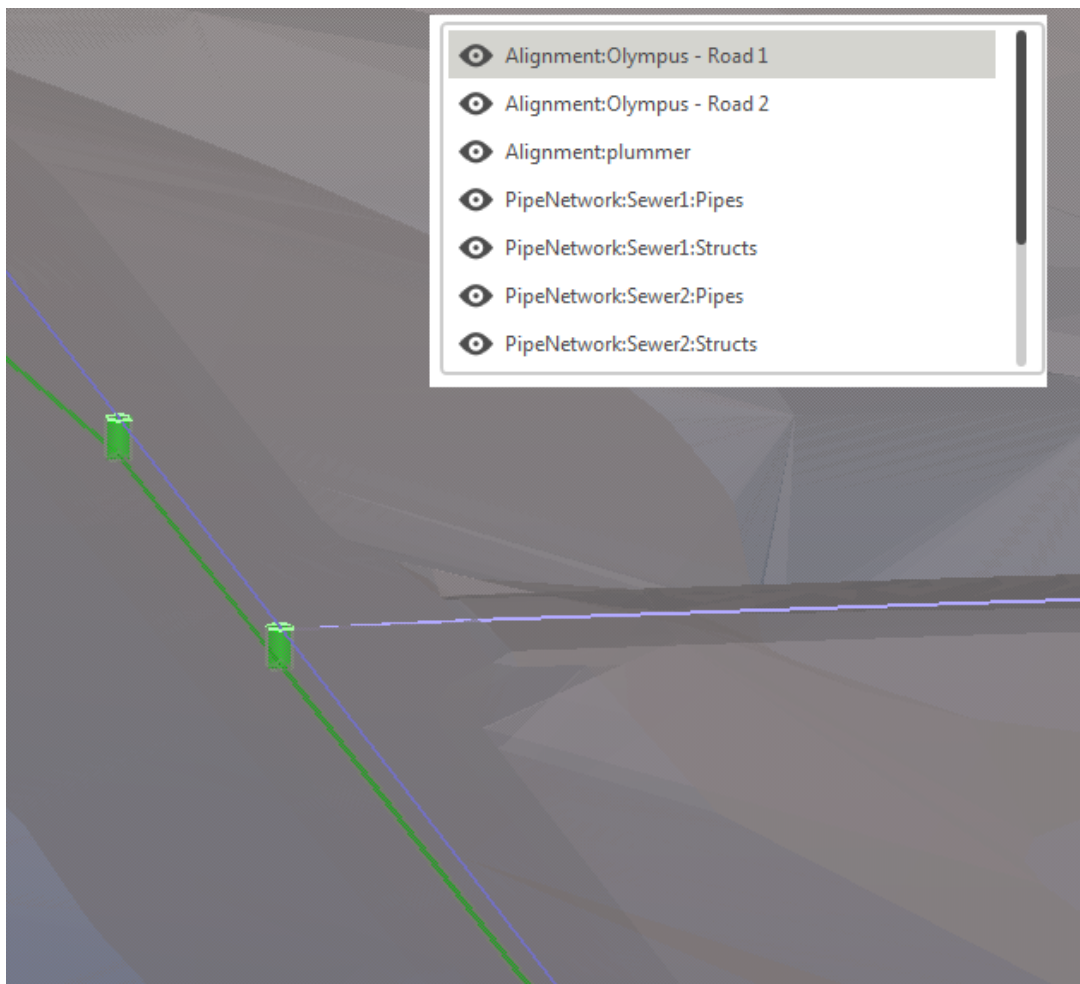 Alignment:Olympus - Road 1
Alignment:Olympus - Road 2
Alignment:plummer
PipeNetwork:Sewer1:Pipes
PipeNetwork:Sewer1:Structs
PipeNetwork:Sewer2:Pipes
PipeNetwork:Sewer2:Structs